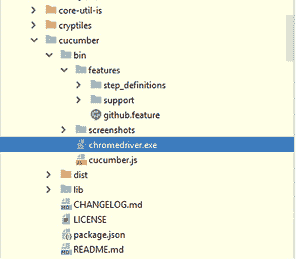 core-util-is
cryptiles
cucumber
bin
features
step_definitions
support
github.feature
screenshots
chromedriver.exe
cucumber.js
dist
lib
CHANGELOG.md
LICENSE
package.json
README.md